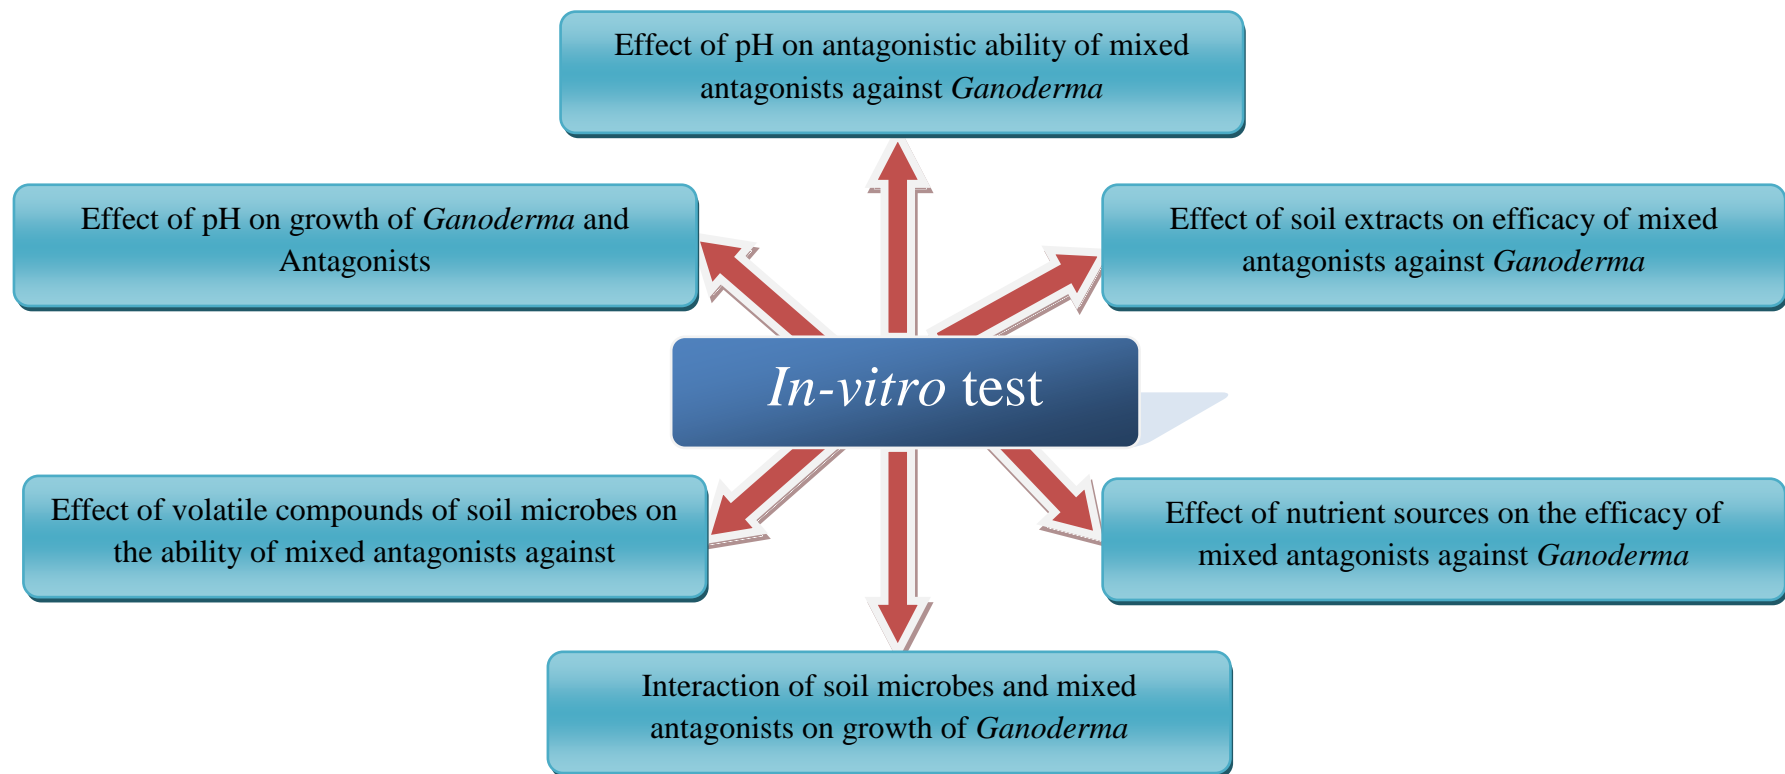 Effect of pH on antagonistic ability of mixed
antagonists against Ganoderma
Effect of pH on growth of Ganoderma and
Antagonists
Effect of soil extracts on efficacy of mixed
antagonists against Ganoderma
In-vitro test
Effect of volatile compounds of soil microbes on
the ability of mixed antagonists against
Effect of nutrient sources on the efficacy of
mixed antagonists against Ganoderma
Interaction of soil microbes and mixed
antagonists on growth of Ganoderma